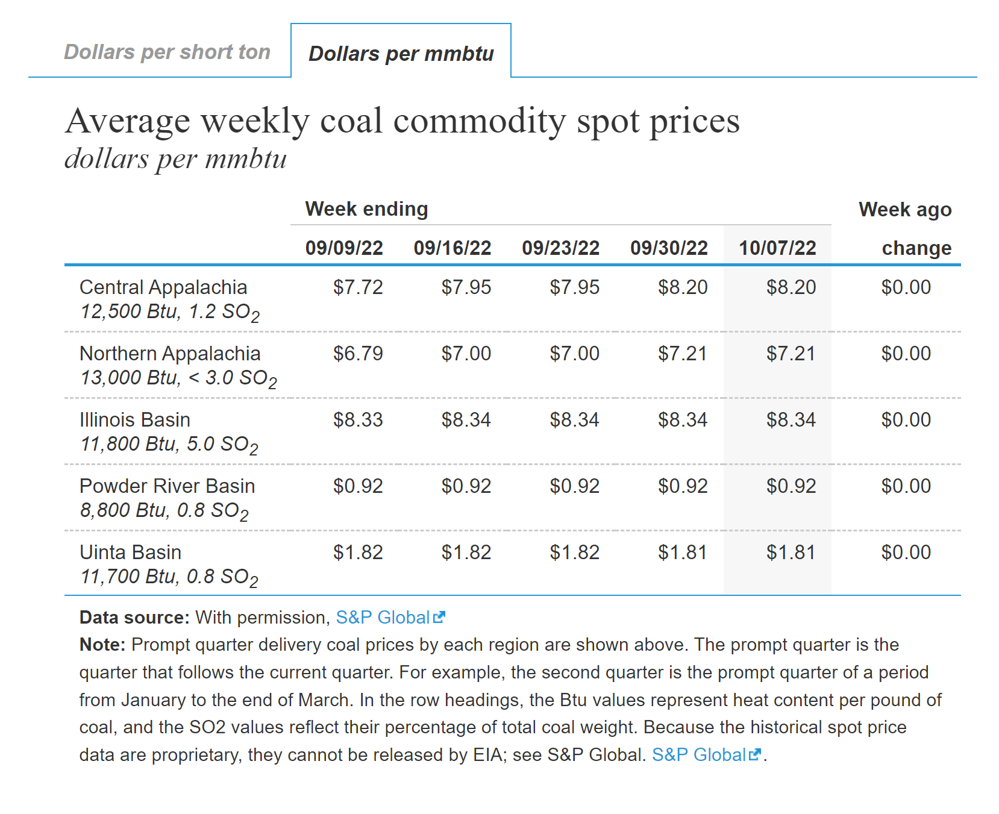 Dollars per short ton
Dollars per mmbtu
Average weekly coal commodity spot prices
dollars per mmbtu
Week ending Week ago
09/09/22 09/16/22 09/23/22 09/30/22 10/07/22 change
Central Appalachia $7.72 $7.95 $7.95 $8.20 $8.20 $0.00
12,500 Btu, 1.2 SO2
Northern Appalachia $6.79 $7.00 $7.00 $7.21 $7.21 $0.00
13,000 Btu, < 3.0 SO2
Illinois Basin $8.33 $8.34 $8.34 $8.34 $8.34 $0.00
11,800 Btu, 5.0 SO2
Powder River Basin $0.92 $0.92 $0.92 $0.92 $0.92 $0.00
8,800 Btu, 0.8 SO2
Uinta Basin $1.82 $1.82 $1.82 $1.81 $1.81 $0.00
11,700 Btu, 0.8 SO2
Data source: With permission, S&P Global
Note: Prompt quarter delivery coal prices by each region are shown above. The prompt quarter is the
quarter that follows the current quarter. For example, the second quarter is the prompt quarter of a period
from January to the end of March. In the row headings, the Btu values represent heat content per pound of
coal, and the SO2 values reflect their percentage of total coal weight. Because the historical spot price
data are proprietary, they cannot be released by EIA; see S&P Global. S&P Global.